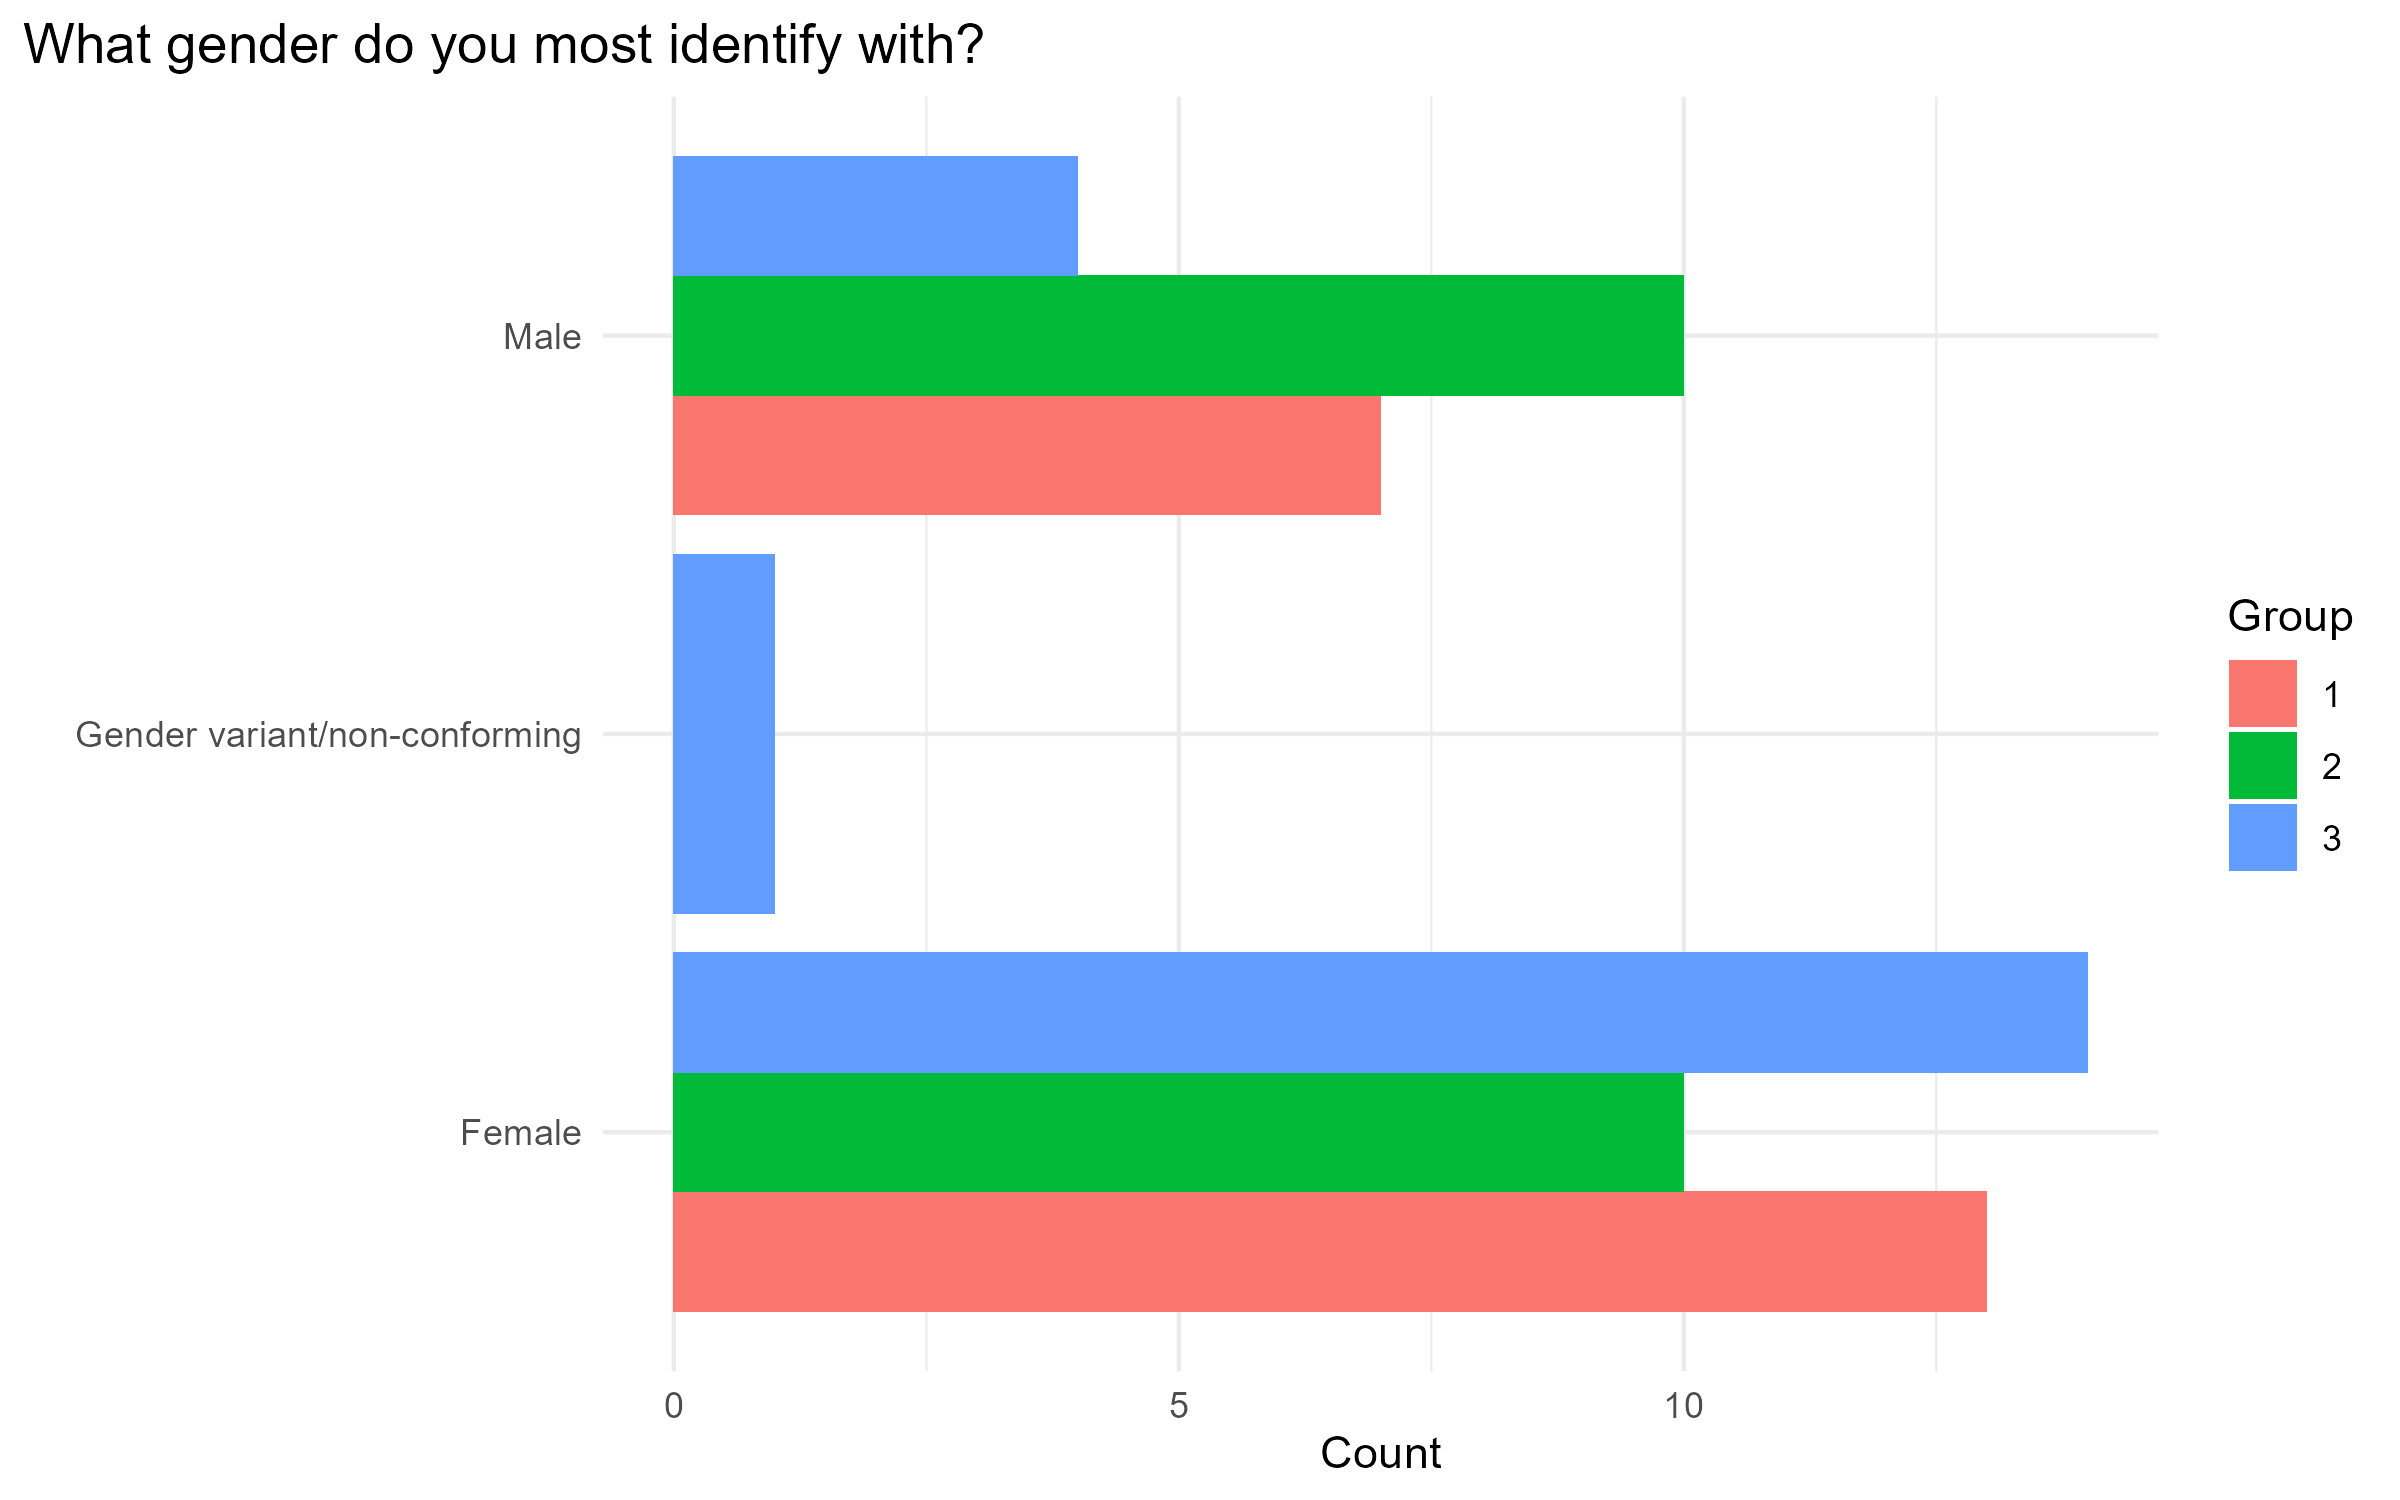 What gender do you most identify with?
Male
Gender variant/non-conforming
Female
0
5
10
Count
Group
1
2
3